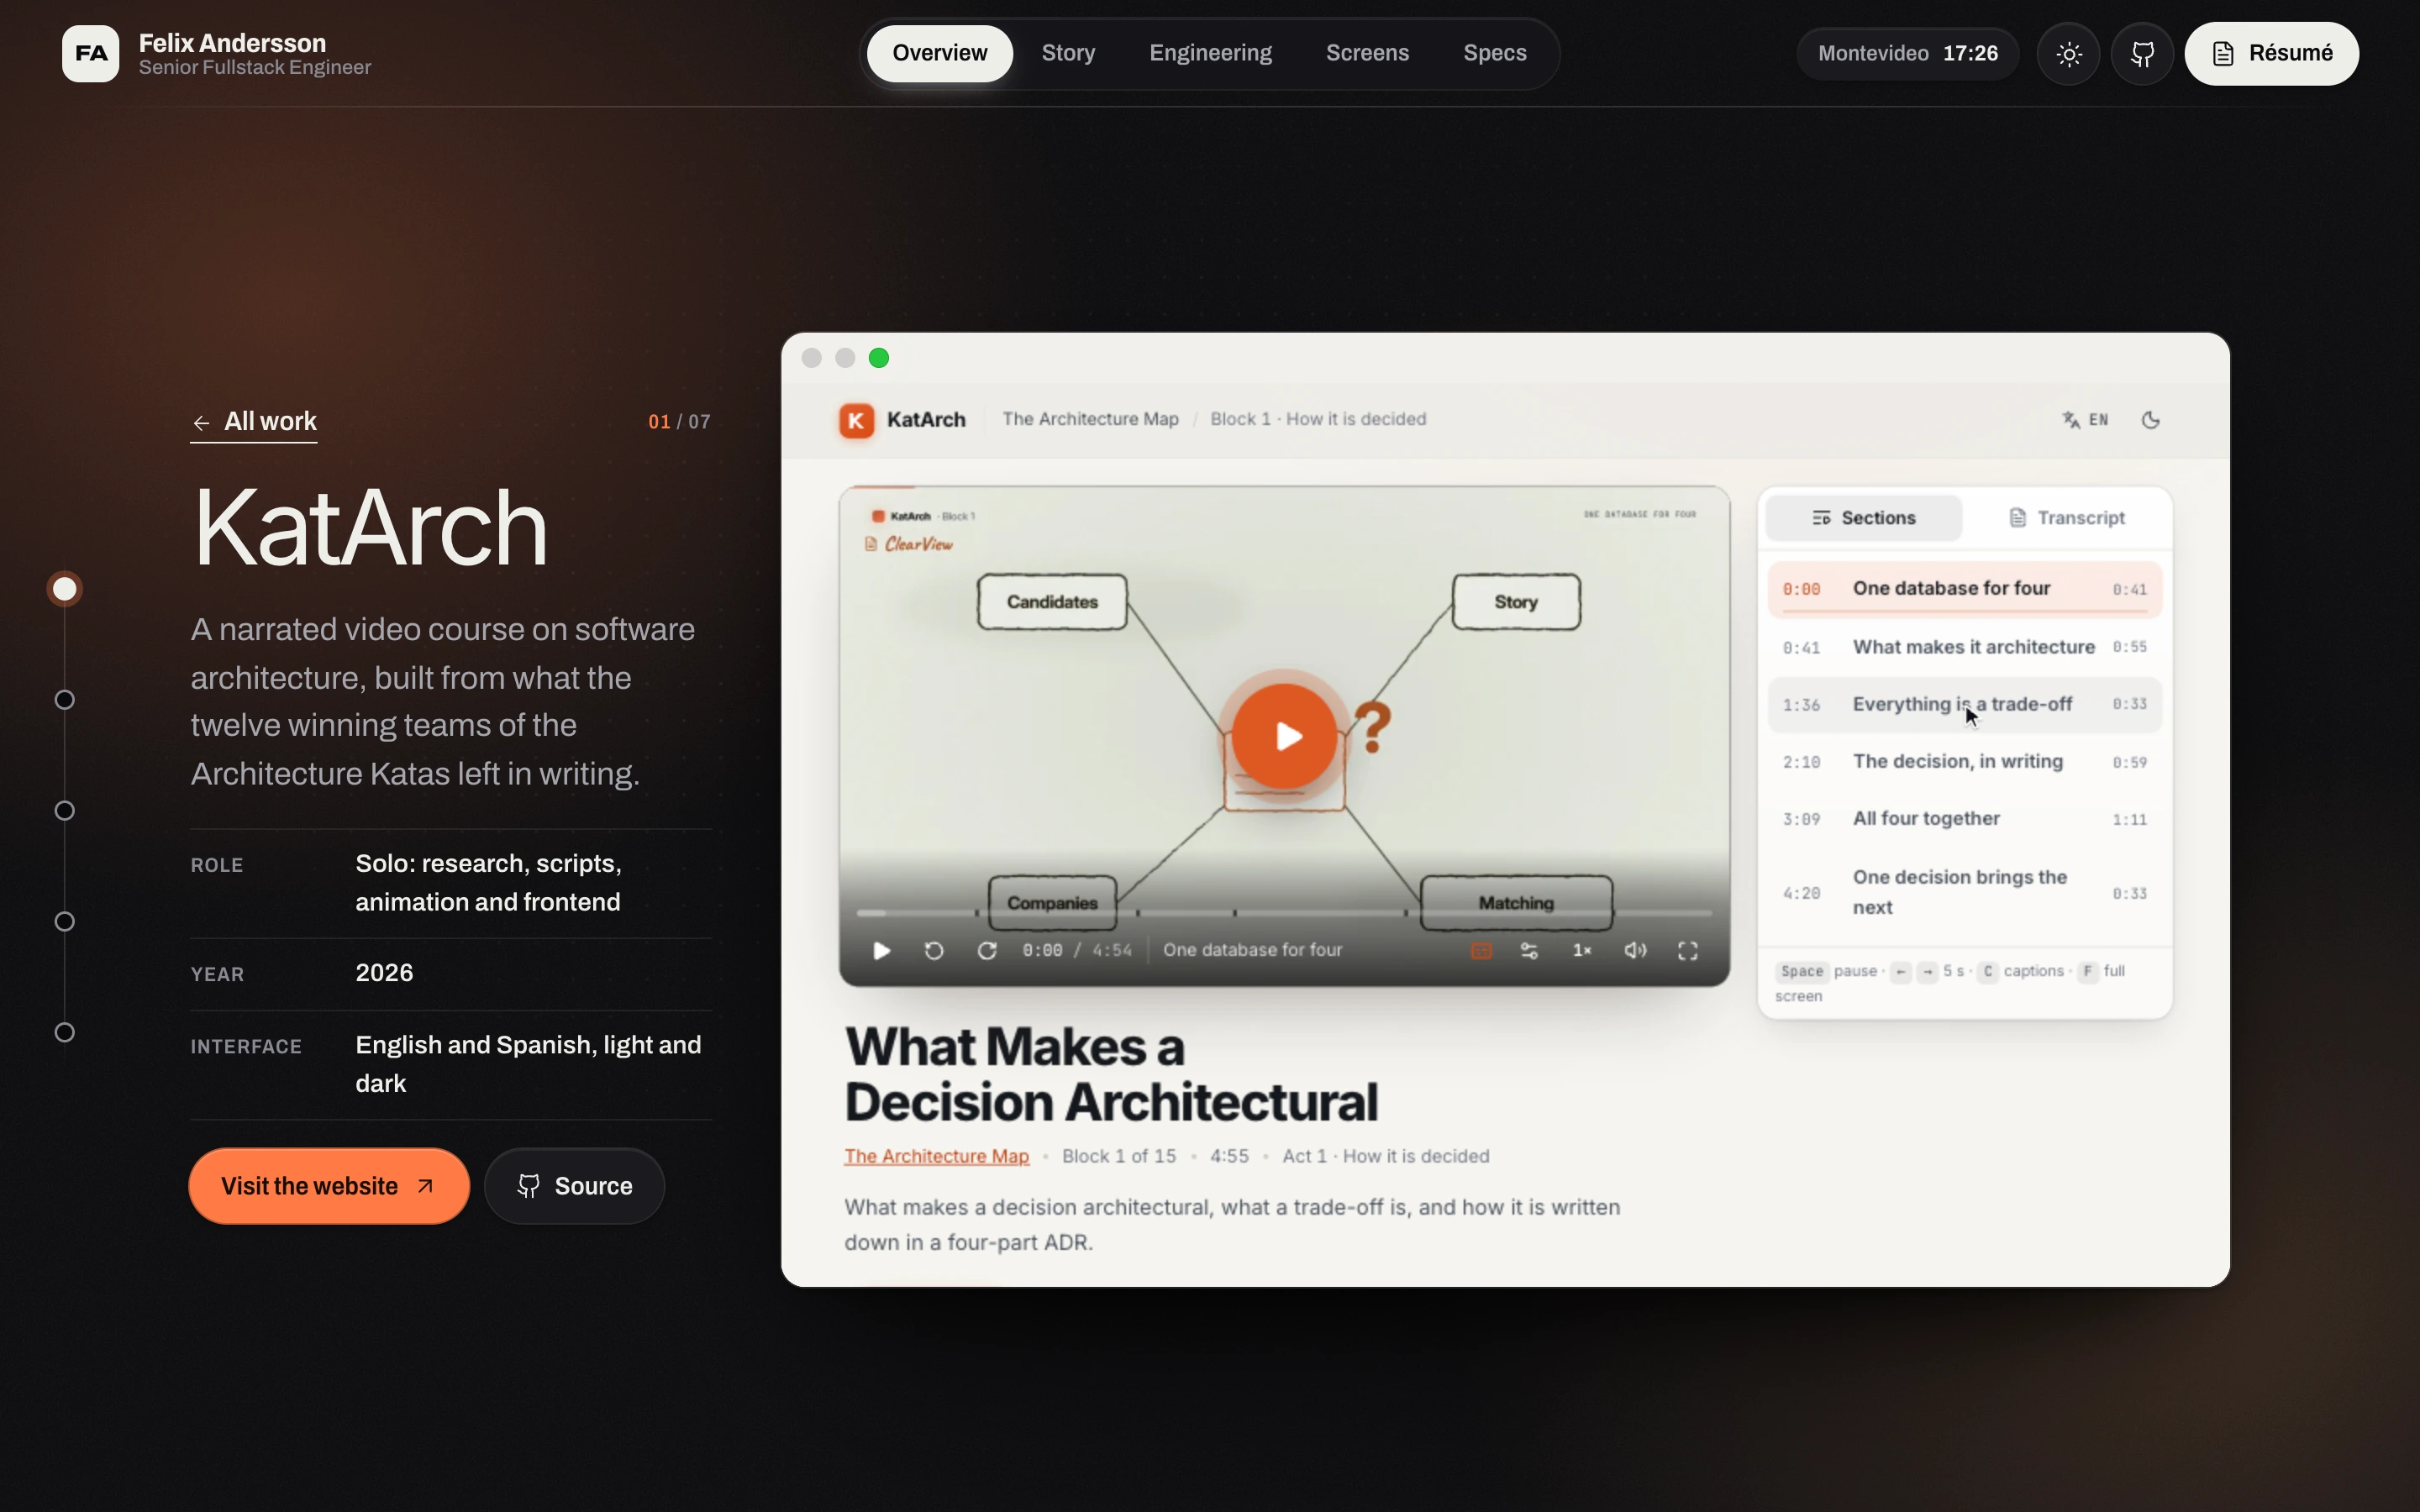 FA
Felix Andersson
Senior Fullstack Engineer
Overview
Story
Engineering
Screens
Specs
Montevideo 17:26
Résumé
← All work
01 / 07
KatArch
A narrated video course on software
architecture, built from what the
twelve winning teams of the
Architecture Katas left in writing.
ROLE
Solo: research, scripts,
animation and frontend
YEAR
2026
INTERFACE
English and Spanish, light and
dark
Visit the website
Source
K
KatArch
The Architecture Map / Block 1 · How it is decided
EN
KatArch · Block 1
ONE DATABASE FOR FOUR
ClearView
Candidates
Story
?
Companies
Matching
0:00 / 4:54
One database for four
1×
Sections
Transcript
0:00 One database for four 0:41
0:41 What makes it architecture 0:55
1:36 Everything is a trade-off 0:33
2:10 The decision, in writing 0:59
3:09 All four together 1:11
4:20 One decision brings the
next 0:33
Space pause · ← → 5 s · C captions · F full
screen
What Makes a
Decision Architectural
The Architecture Map • Block 1 of 15 • 4:55 • Act 1 · How it is decided
What makes a decision architectural, what a trade-off is, and how it is written
down in a four-part ADR.